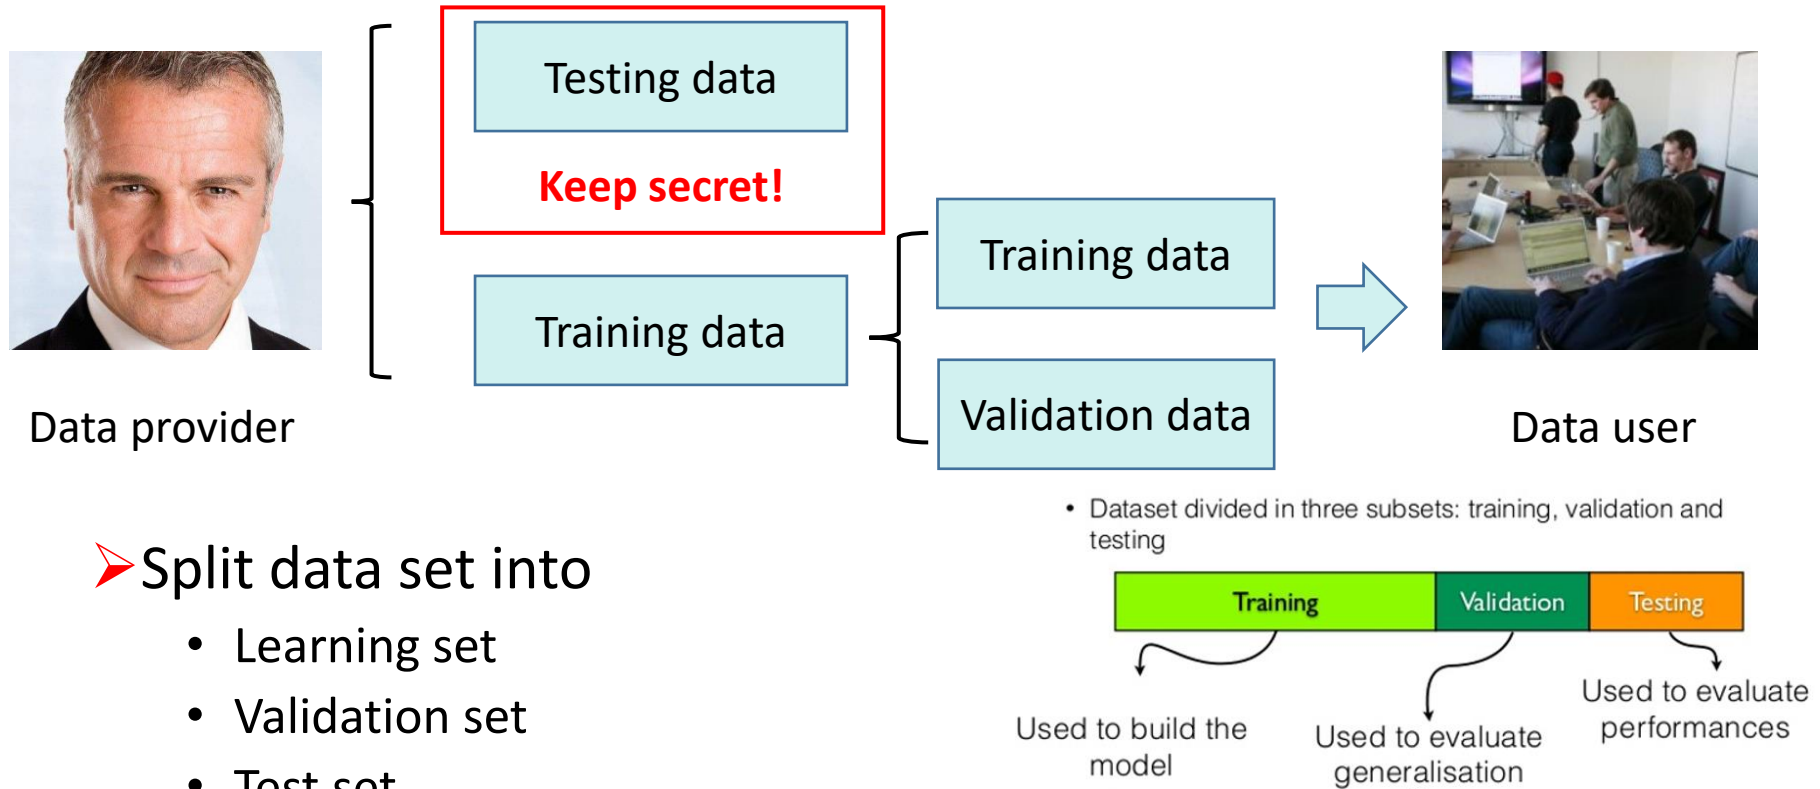 Testing data
Keep secret!
Training data
Training data
Validation data
Data provider
Data user
➢Split data set into
• Learning set
• Validation set
• Test set
• Dataset divided in three subsets: training, validation and
testing
Training
Validation
Testing
Used to build the
model
Used to evaluate
generalisation
Used to evaluate
performances